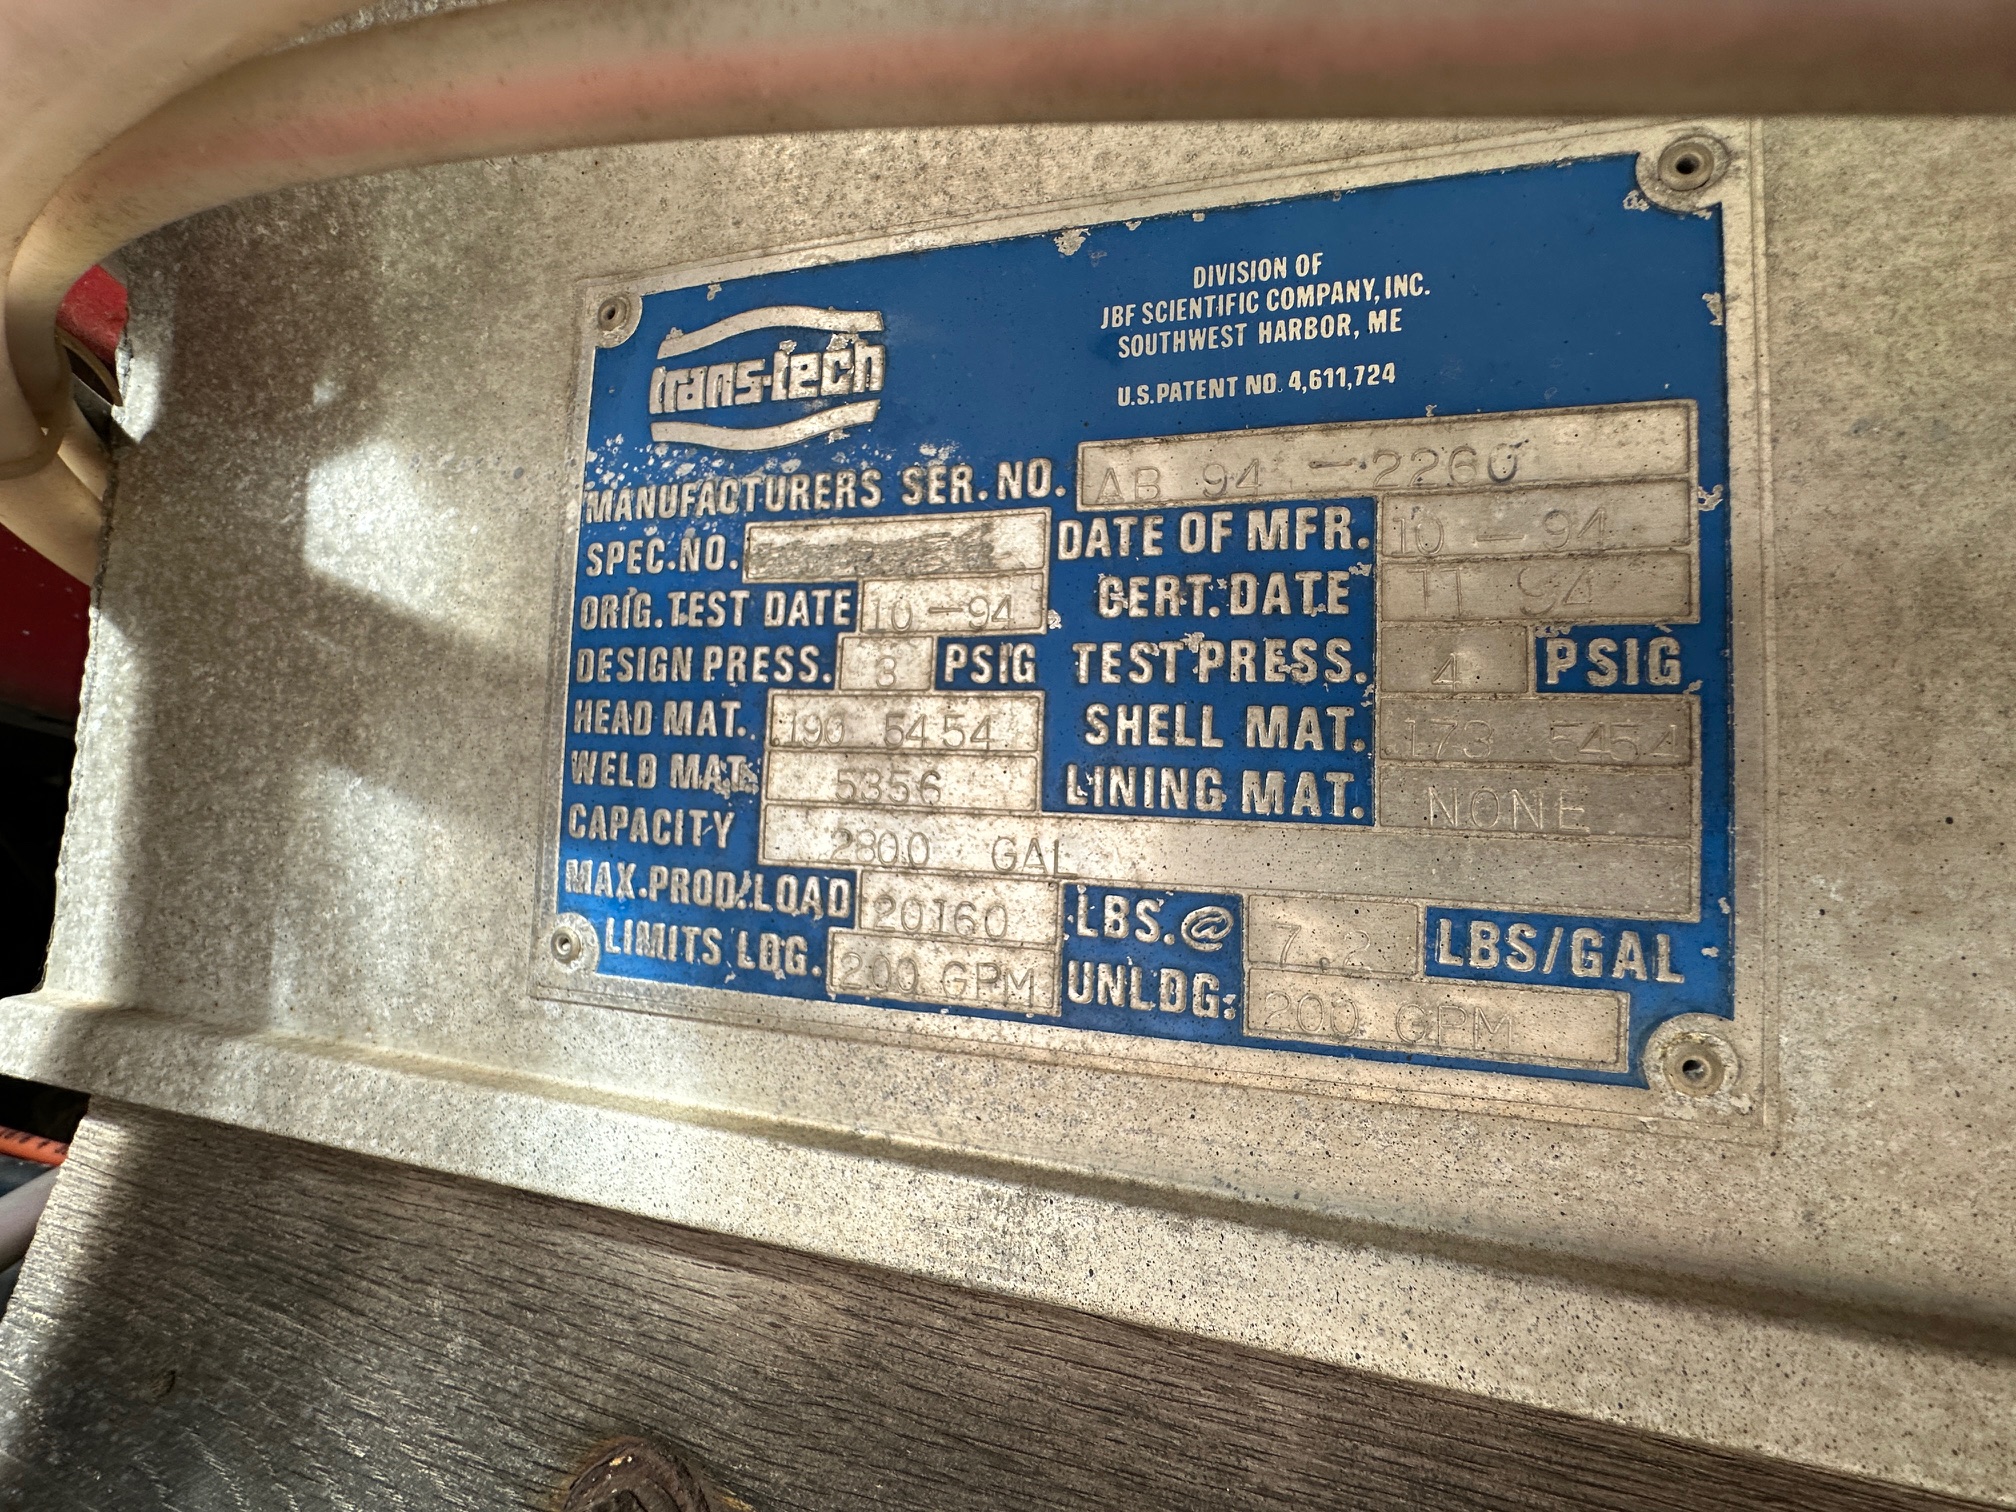 trans-tech
DIVISION OF
JBF SCIENTIFIC COMPANY, INC.
SOUTHWEST HARBOR, ME
U.S. PATENT NO. 4,611,724
MANUFACTURERS SER. NO. AB 94 - 2260
SPEC. NO. DATE OF MFR. 10 - 94
ORIG. TEST DATE 10 - 94 CERT. DATE 11 94
DESIGN PRESS. 3 PSIG TEST PRESS. 4 PSIG
HEAD MAT. 190 5454 SHELL MAT. .173 5454
WELD MAT. 5356 LINING MAT. NONE
CAPACITY 2800 GAL
MAX. PROD. LOAD 20160 LBS. @ 7.2 LBS/GAL
LIMITS LDG. 200 GPM UNLDG: 200 GPM